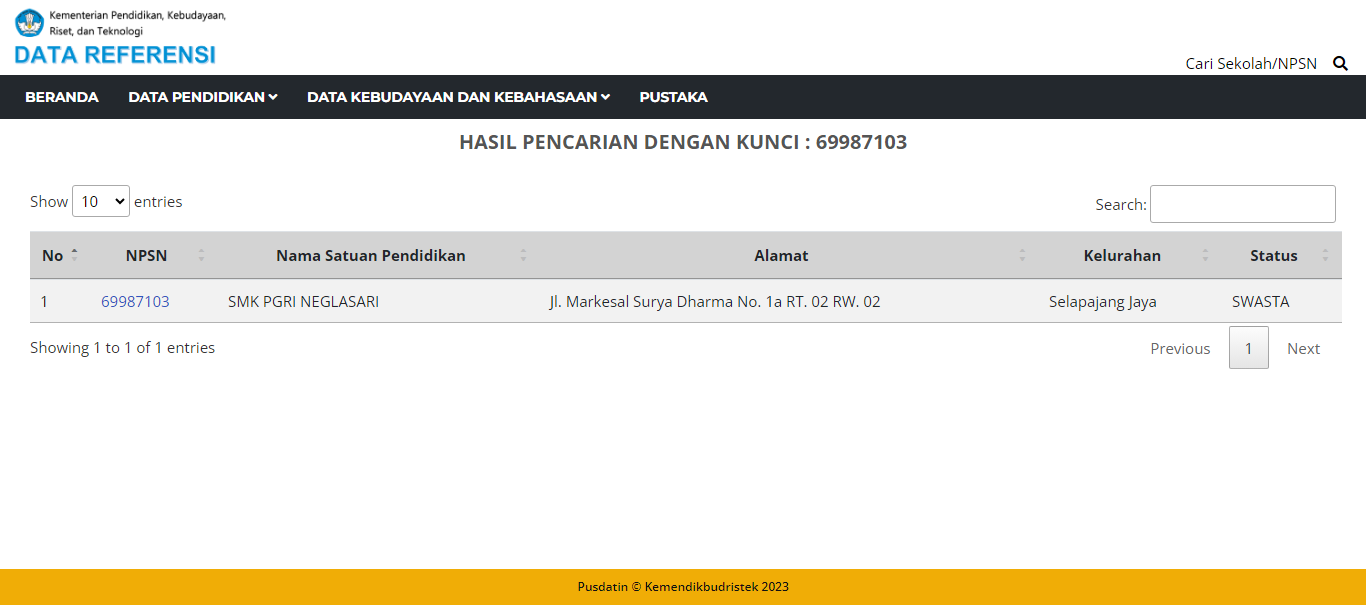 Kementerian Pendidikan, Kebudayaan,
Riset, dan Teknologi
DATA REFERENSI
Cari Sekolah/NPSN
BERANDA DATA PENDIDIKAN DATA KEBUDAYAAN DAN KEBAHASAAN PUSTAKA
HASIL PENCARIAN DENGAN KUNCI : 69987103
Show 10 entries Search:
No NPSN Nama Satuan Pendidikan Alamat Kelurahan Status
1 69987103 SMK PGRI NEGLASARI Jl. Markesal Surya Dharma No. 1a RT. 02 RW. 02 Selapajang Jaya SWASTA
Showing 1 to 1 of 1 entries Previous 1 Next
Pusdatin © Kemendikbudristek 2023